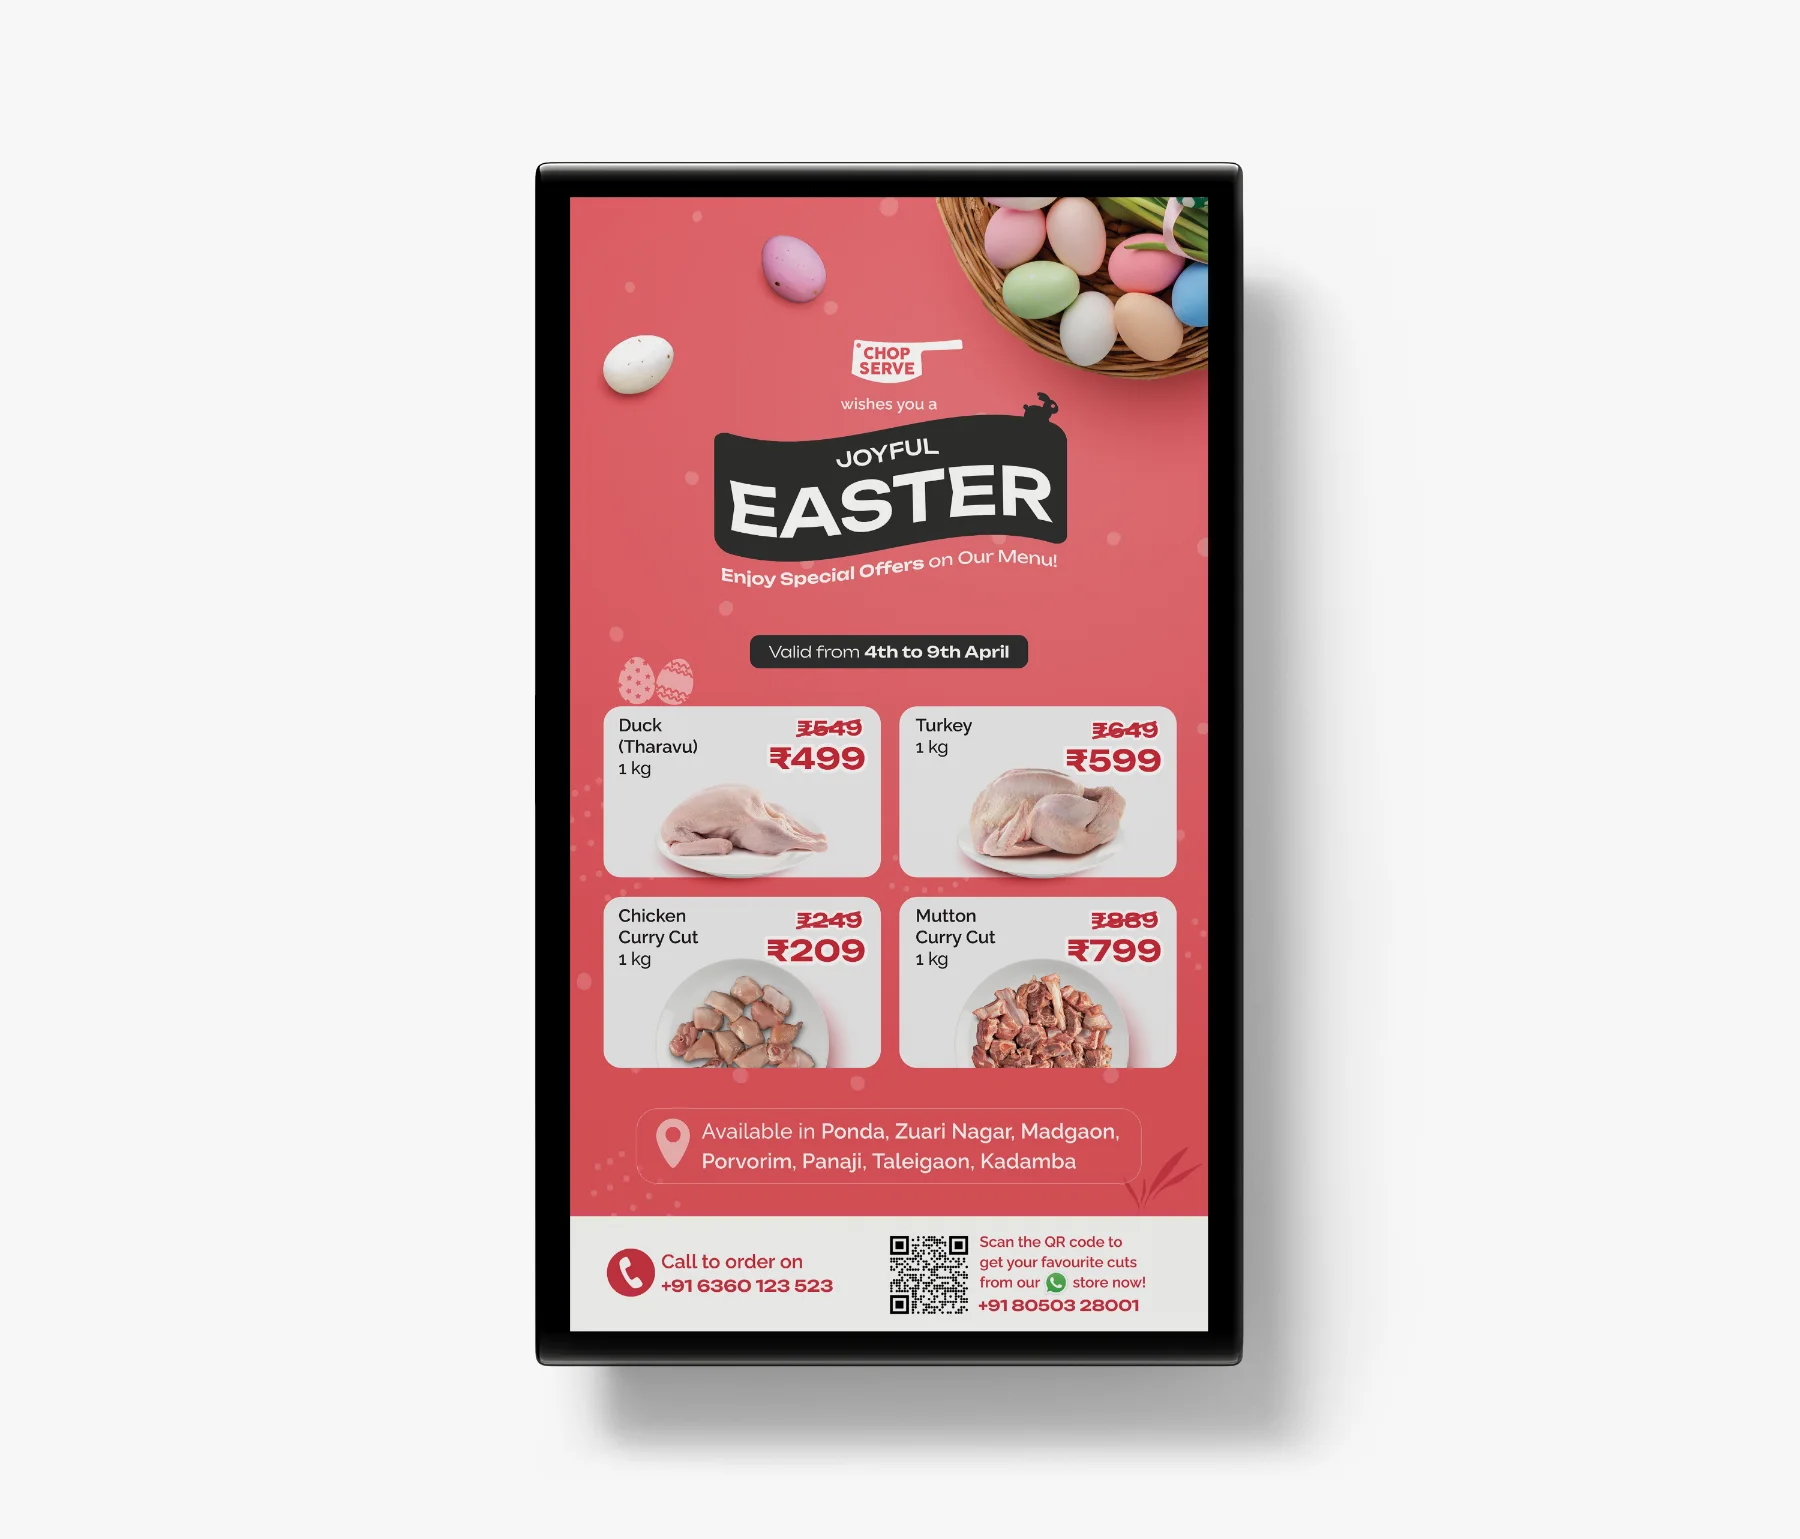 CHOP
SERVE
wishes you a
JOYFUL
EASTER
Enjoy Special Offers on Our Menu!
Valid from 4th to 9th April
Duck
(Tharavu)
1 kg
₹549
₹499
Turkey
1 kg
₹649
₹599
Chicken
Curry Cut
1 kg
₹249
₹209
Mutton
Curry Cut
1 kg
₹889
₹799
Available in Ponda, Zuari Nagar, Madgaon,
Porvorim, Panaji, Taleigaon, Kadamba
Call to order on
+91 6360 123 523
Scan the QR code to
get your favourite cuts
from our store now!
+91 80503 28001